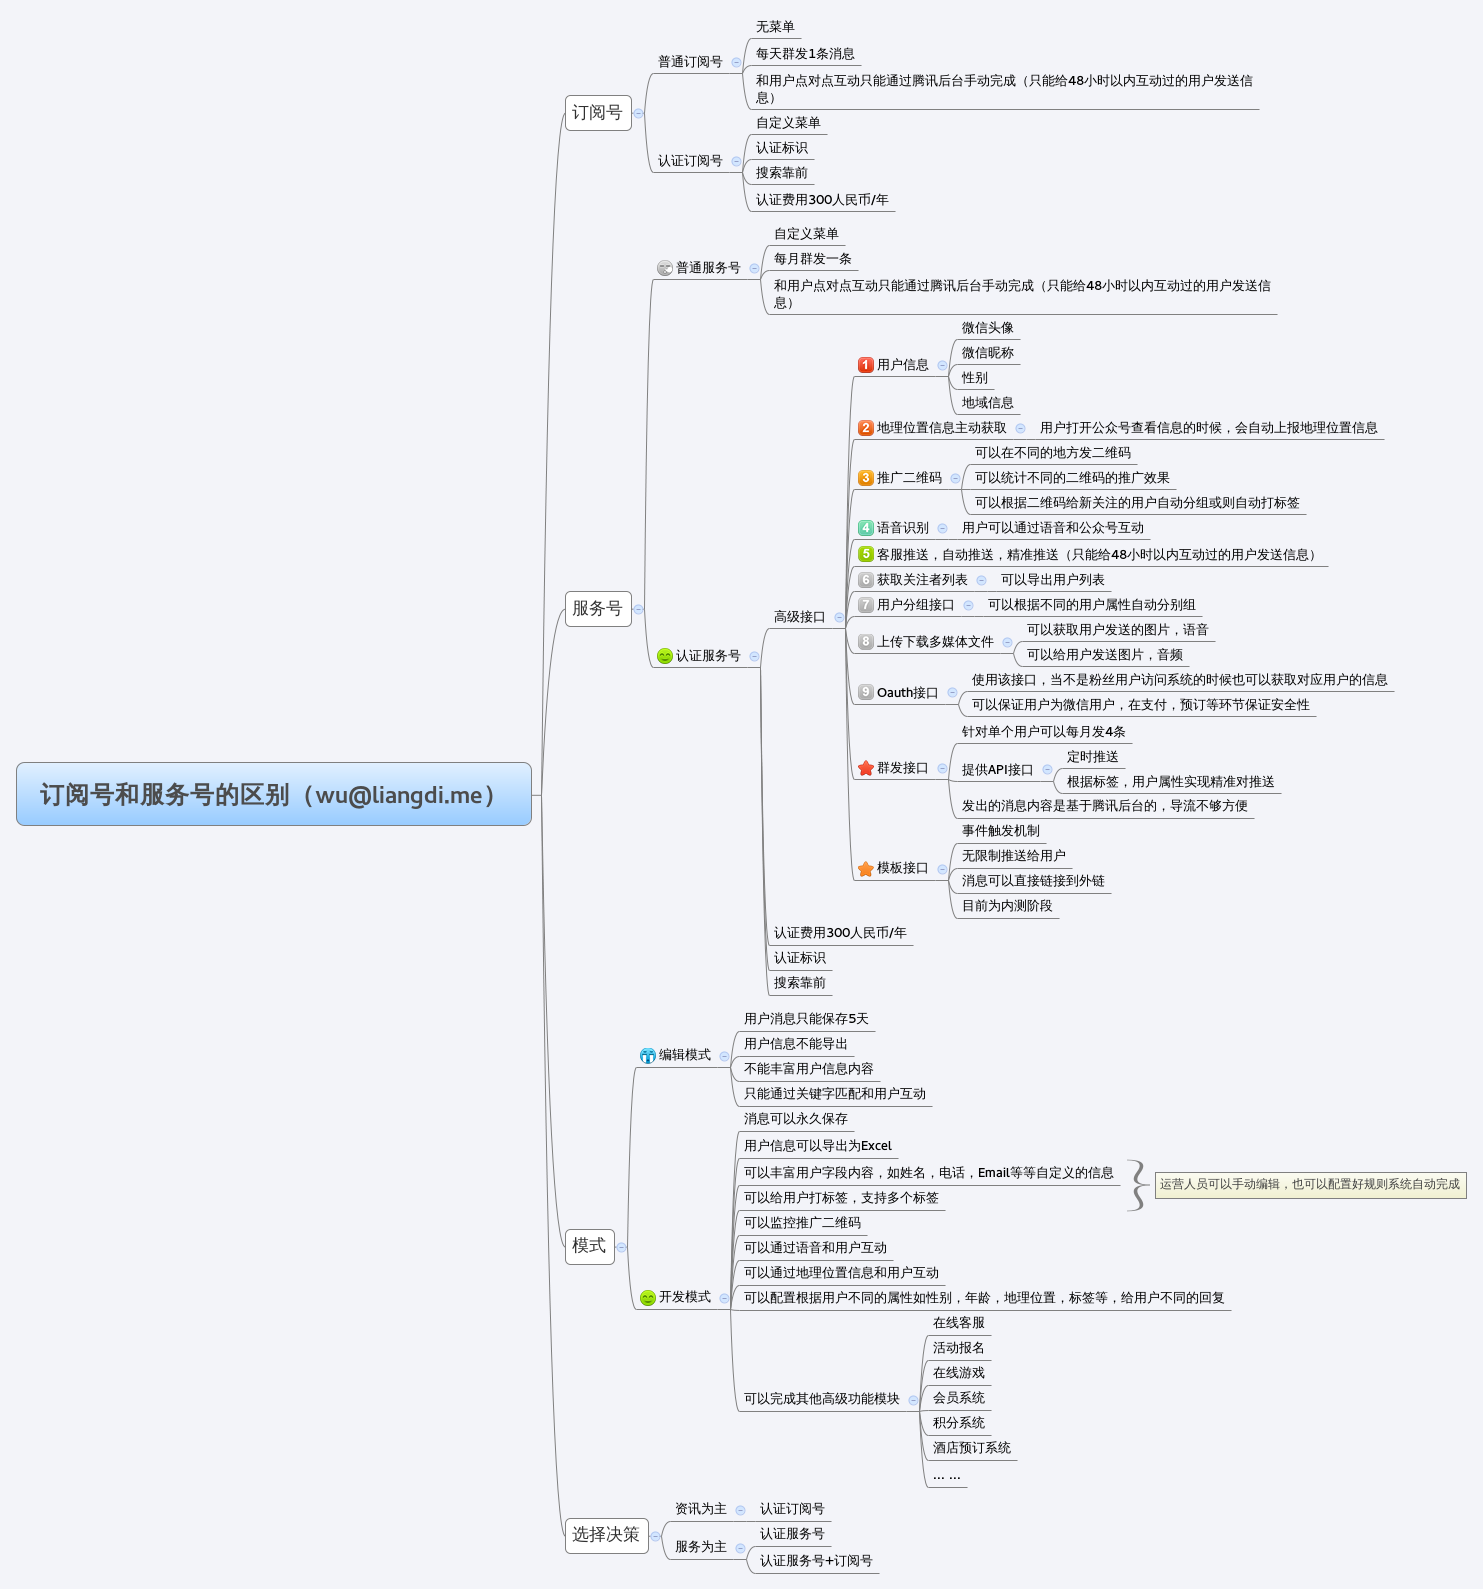 订阅号和服务号的区别（wu@liangdi.me）
订阅号
普通订阅号
无菜单
每天群发1条消息
和用户点对点互动只能通过腾讯后台手动完成（只能给48小时以内互动过的用户发送信
息）
认证订阅号
自定义菜单
认证标识
搜索靠前
认证费用300人民币/年
服务号
普通服务号
自定义菜单
每月群发一条
和用户点对点互动只能通过腾讯后台手动完成（只能给48小时以内互动过的用户发送信
息）
认证服务号
高级接口
1 用户信息
微信头像
微信昵称
性别
地域信息
2 地理位置信息主动获取
用户打开公众号查看信息的时候，会自动上报地理位置信息
3 推广二维码
可以在不同的地方发二维码
可以统计不同的二维码的推广效果
可以根据二维码给新关注的用户自动分组或则自动打标签
4 语音识别
用户可以通过语音和公众号互动
5 客服推送，自动推送，精准推送（只能给48小时以内互动过的用户发送信息）
6 获取关注者列表
可以导出用户列表
7 用户分组接口
可以根据不同的用户属性自动分别组
8 上传下载多媒体文件
可以获取用户发送的图片，语音
可以给用户发送图片，音频
9 Oauth接口
使用该接口，当不是粉丝用户访问系统的时候也可以获取对应用户的信息
可以保证用户为微信用户，在支付，预订等环节保证安全性
群发接口
针对单个用户可以每月发4条
提供API接口
定时推送
根据标签，用户属性实现精准对推送
发出的消息内容是基于腾讯后台的，导流不够方便
模板接口
事件触发机制
无限制推送给用户
消息可以直接链接到外链
目前为内测阶段
认证费用300人民币/年
认证标识
搜索靠前
模式
编辑模式
用户消息只能保存5天
用户信息不能导出
不能丰富用户信息内容
只能通过关键字匹配和用户互动
开发模式
消息可以永久保存
用户信息可以导出为Excel
可以丰富用户字段内容，如姓名，电话，Email等等自定义的信息
可以给用户打标签，支持多个标签
运营人员可以手动编辑，也可以配置好规则系统自动完成
可以监控推广二维码
可以通过语音和用户互动
可以通过地理位置信息和用户互动
可以配置根据用户不同的属性如性别，年龄，地理位置，标签等，给用户不同的回复
可以完成其他高级功能模块
在线客服
活动报名
在线游戏
会员系统
积分系统
酒店预订系统
... ...
选择决策
资讯为主
认证订阅号
服务为主
认证服务号
认证服务号+订阅号